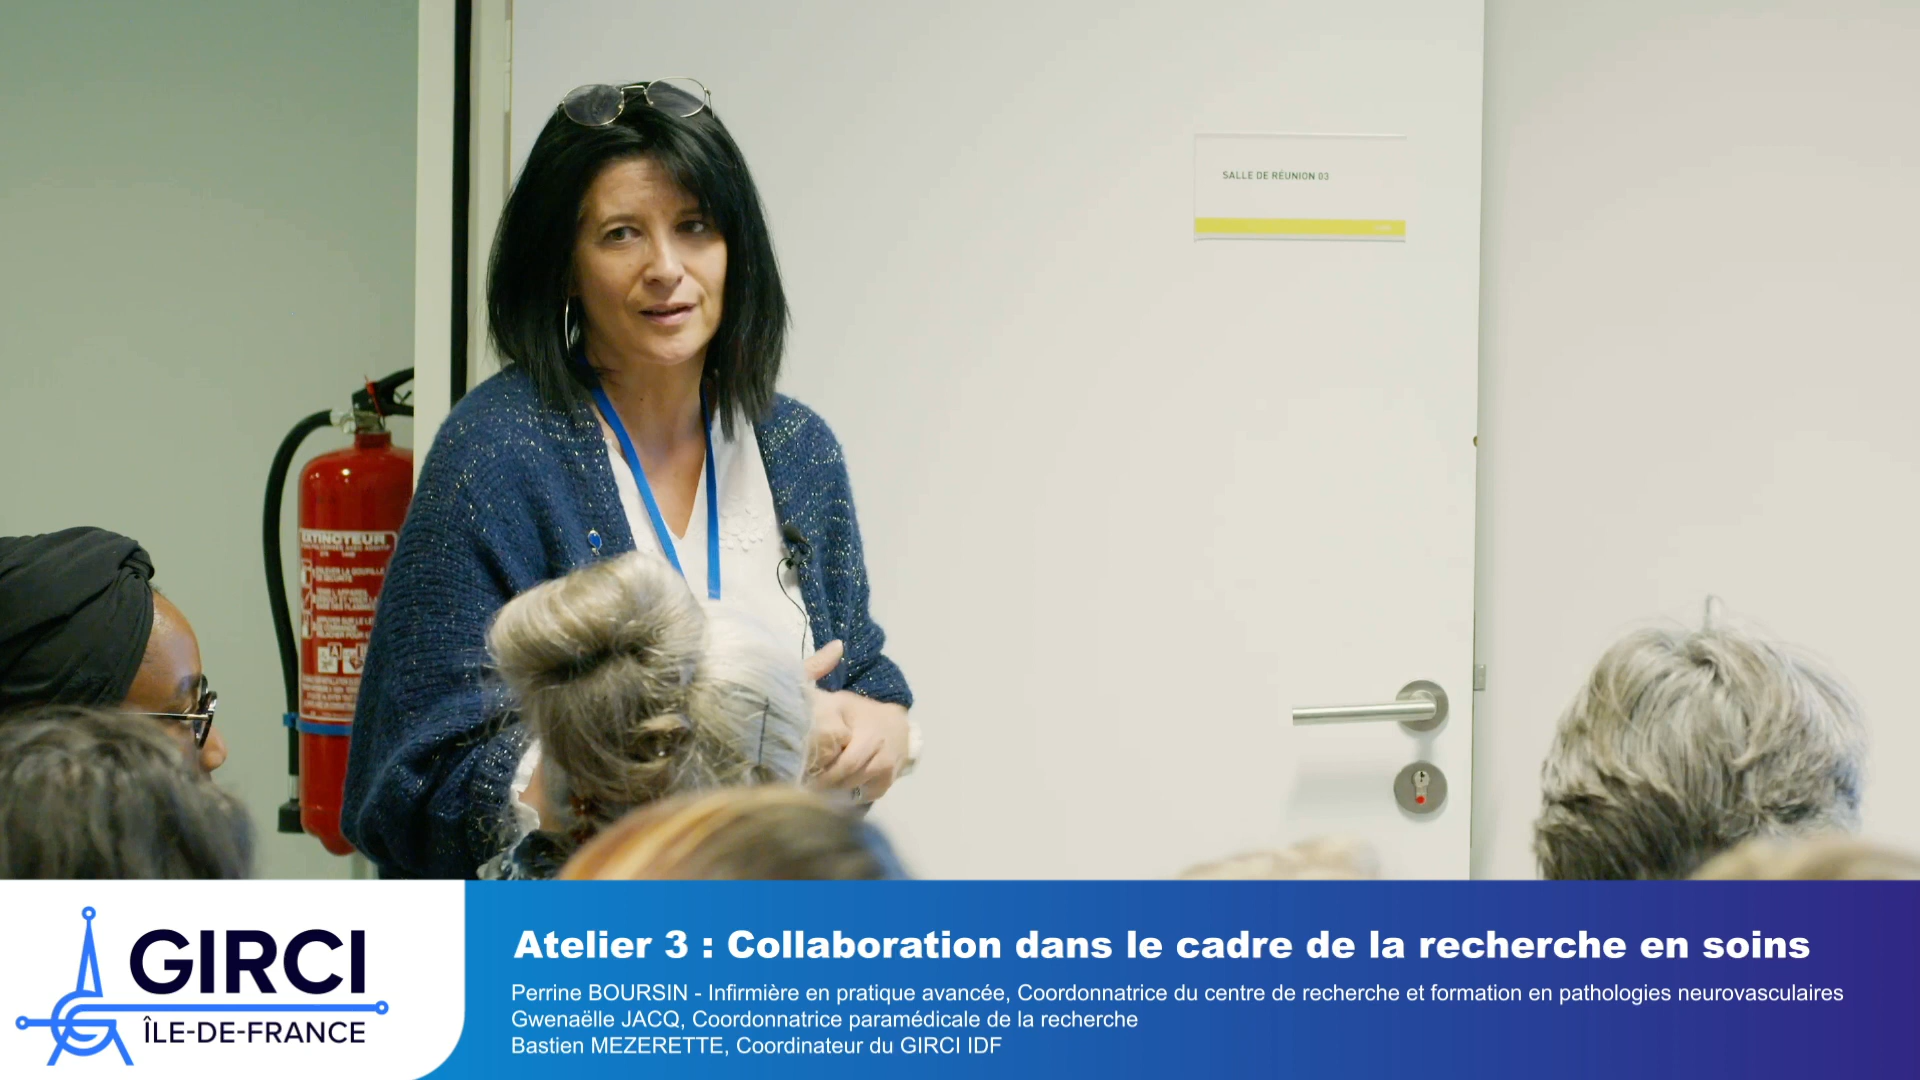 SALLE DE RÉUNION 03
EXTINCTEUR
GIRCI
ÎLE-DE-FRANCE
Atelier 3 : Collaboration dans le cadre de la recherche en soins
Perrine BOURSIN - Infirmière en pratique avancée, Coordonnatrice du centre de recherche et formation en pathologies neurovasculaires
Gwenaëlle JACQ, Coordonnatrice paramédicale de la recherche
Bastien MEZERETTE, Coordinateur du GIRCI IDF